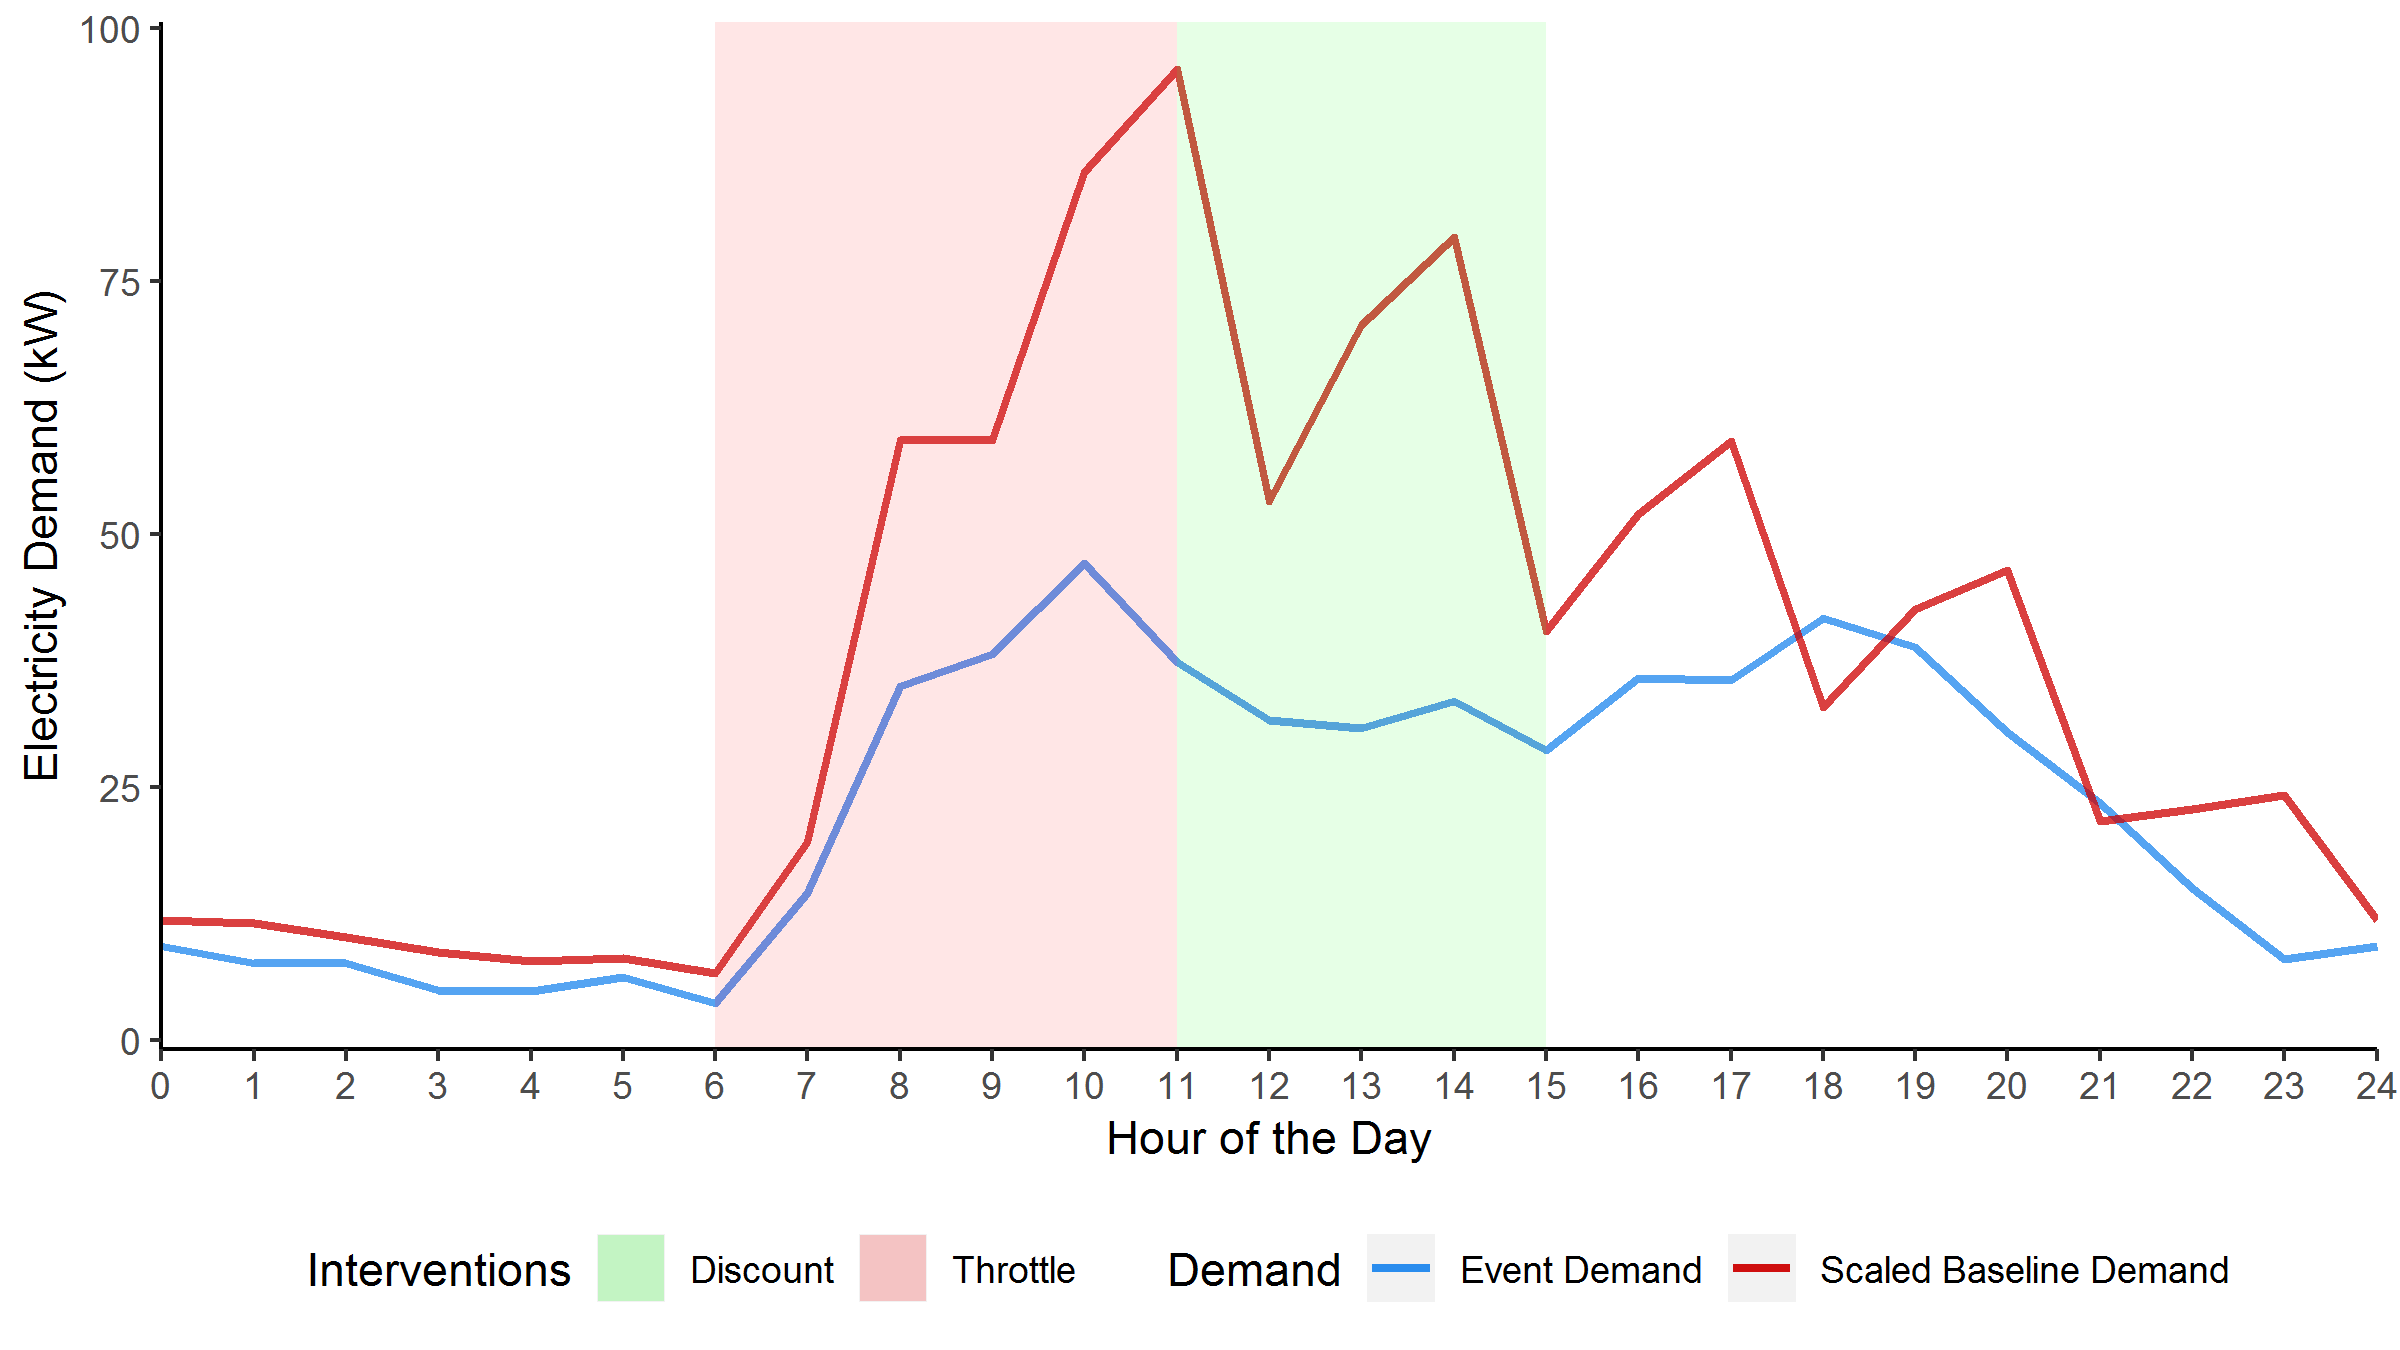 Electricity Demand (kW)
100
75
50
25
0
0 1 2 3 4 5 6 7 8 9 10 11 12 13 14 15 16 17 18 19 20 21 22 23 24
Hour of the Day
Interventions Discount Throttle Demand Event Demand Scaled Baseline Demand